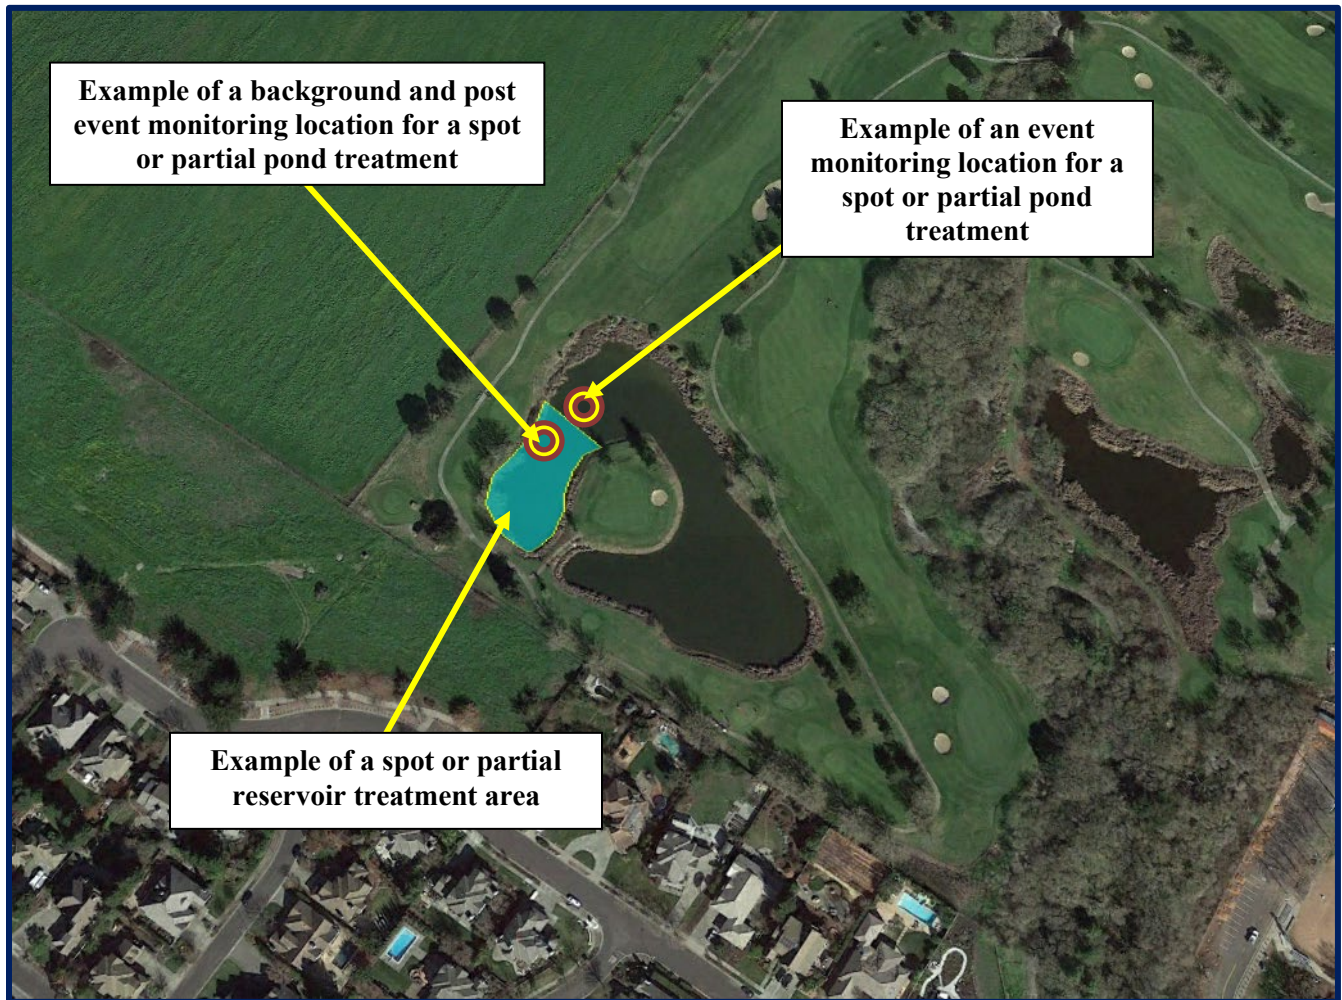 Example of a background and post
event monitoring location for a spot
or partial pond treatment
Example of an event
monitoring location for a
spot or partial pond
treatment
Example of a spot or partial
reservoir treatment area